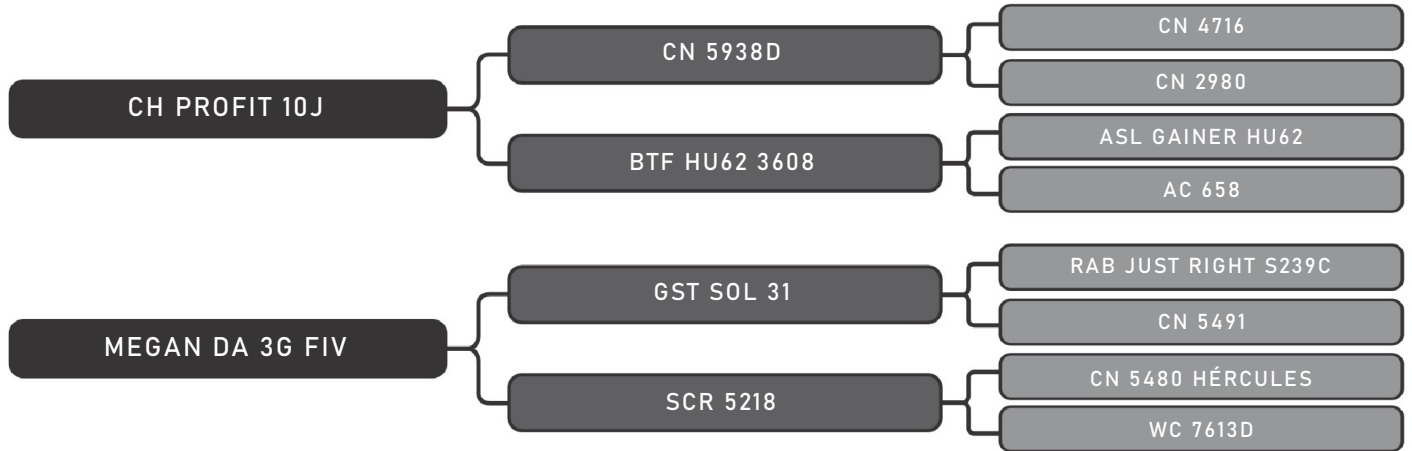 CH PROFIT 10J
CN 5938D
CN 4716
CN 2980
BTF HU62 3608
ASL GAINER HU62
AC 658
MEGAN DA 3G FIV
GST SOL 31
RAB JUST RIGHT S239C
CN 5491
SCR 5218
CN 5480 HÉRCULES
WC 7613D